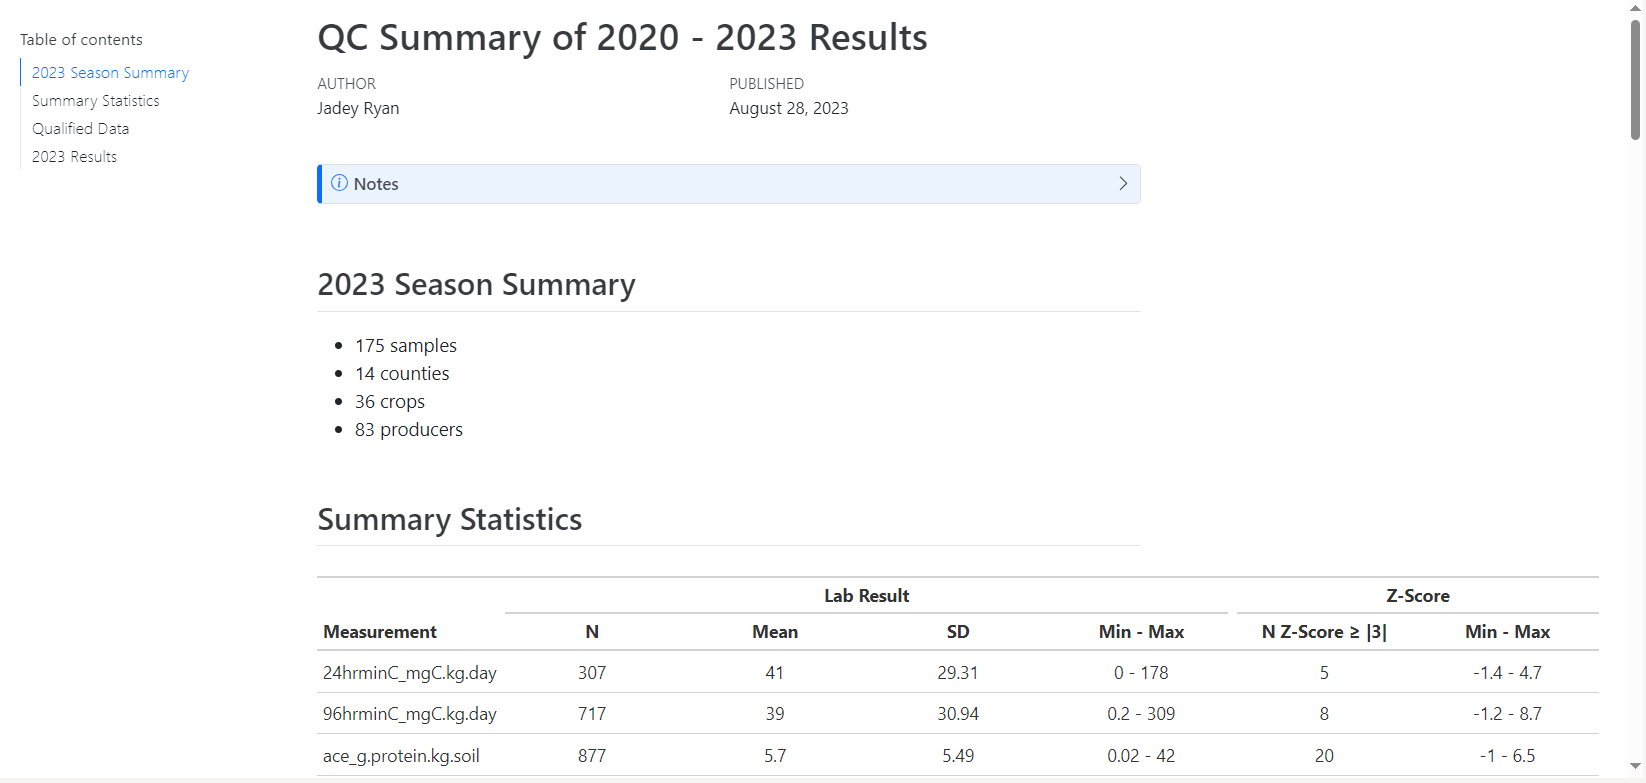 Table of contents
2023 Season Summary
Summary Statistics
Qualified Data
2023 Results
QC Summary of 2020 - 2023 Results
AUTHOR PUBLISHED
Jadey Ryan August 28, 2023
Notes
2023 Season Summary
175 samples
14 counties
36 crops
83 producers
Summary Statistics
Lab Result Z-Score
Measurement N Mean SD Min - Max N Z-Score ≥ |3| Min - Max
24hrminC_mgC.kg.day 307 41 29.31 0 - 178 5 -1.4 - 4.7
96hrminC_mgC.kg.day 717 39 30.94 0.2 - 309 8 -1.2 - 8.7
ace_g.protein.kg.soil 877 5.7 5.49 0.02 - 42 20 -1 - 6.5